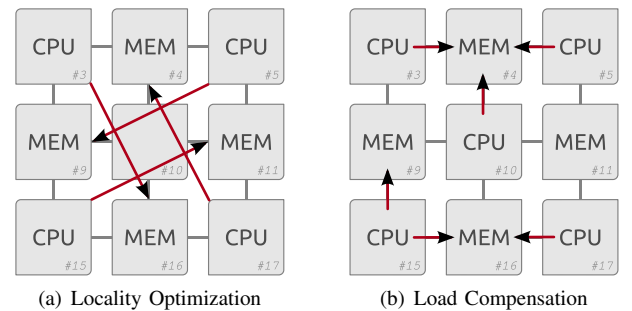 CPU MEM CPU CPU MEM CPU
#3 #4 #5 #3 #4 #5
MEM MEM MEM CPU MEM
#9 #10 #11 #9 #10 #11
CPU MEM CPU CPU MEM CPU
#15 #16 #17 #15 #16 #17
(a) Locality Optimization (b) Load Compensation